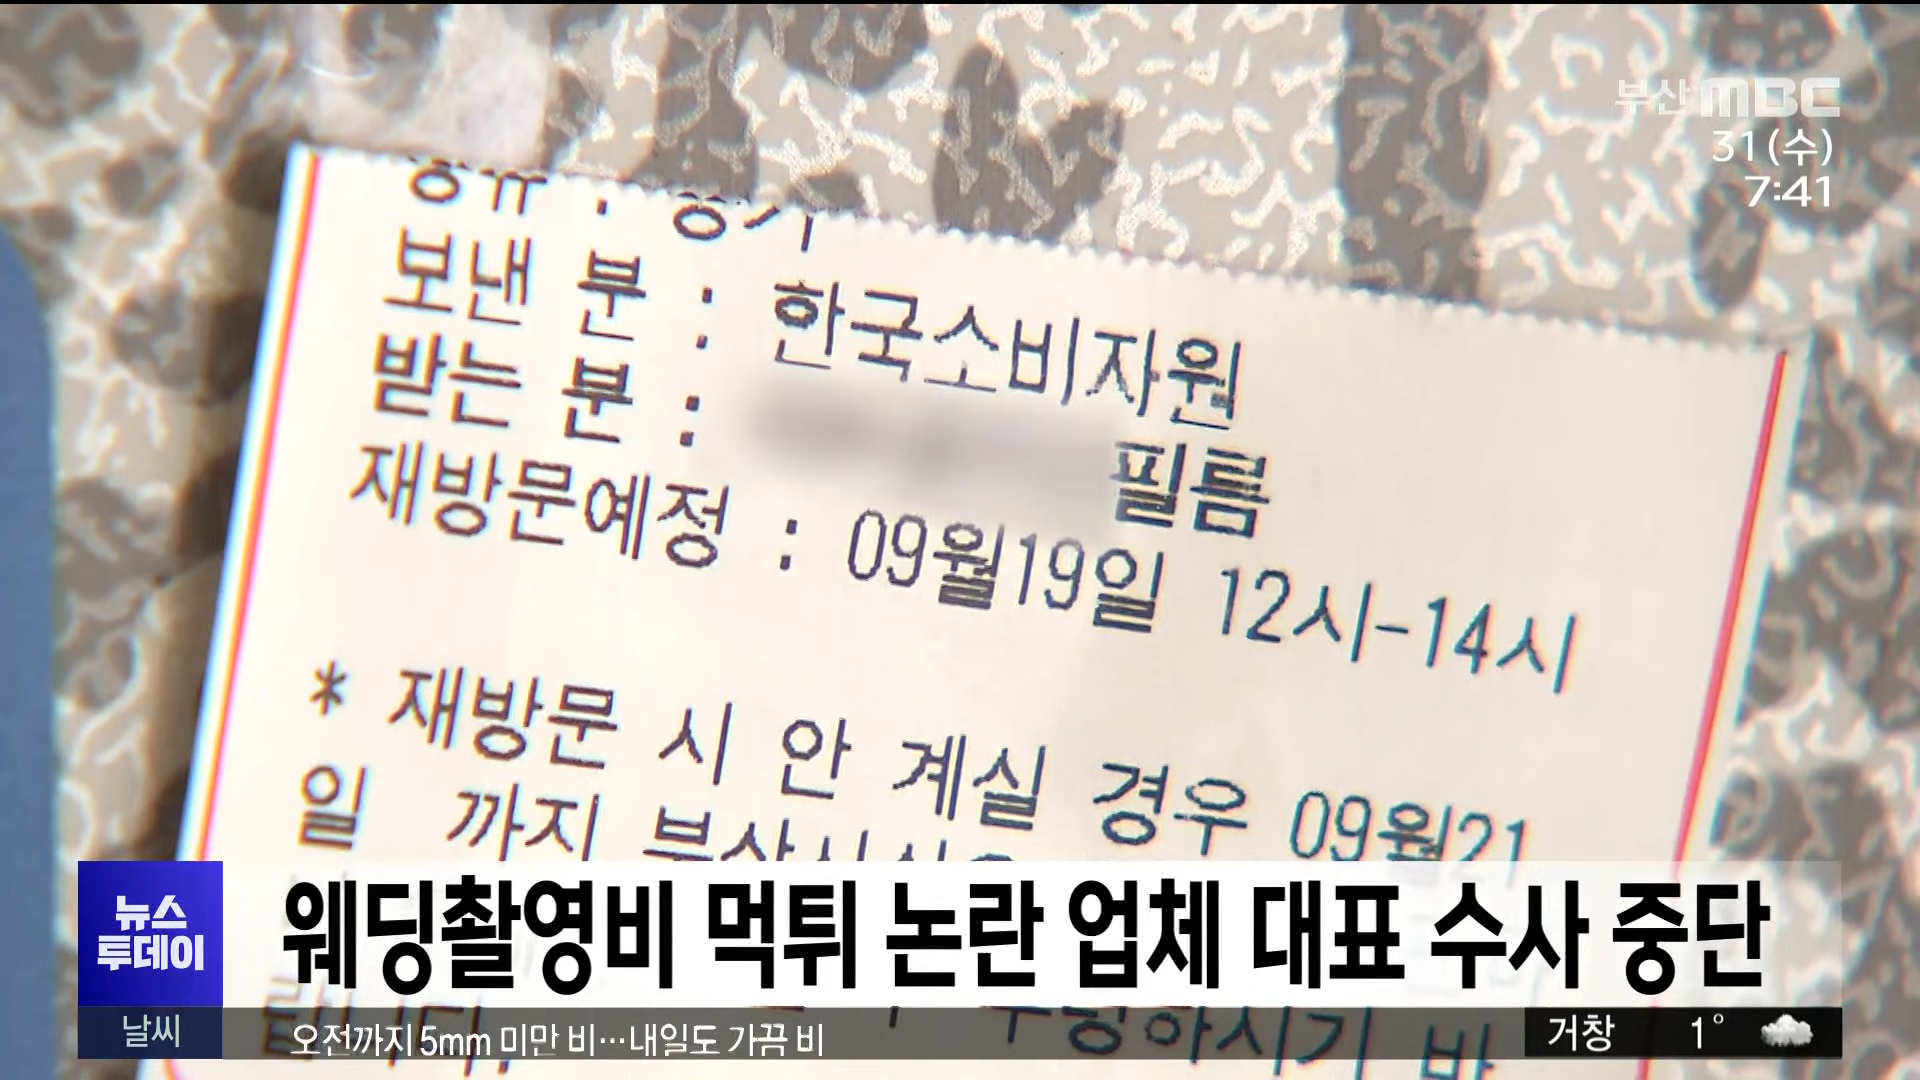 부산MBC
31(수)
7:41
보낸 분 : 한국소비자원
받는 분 : 필름
재방문예정 : 09월19일 12시-14시
* 재방문 시 안 계실 경우 09월21
일 까지
뉴스
투데이
웨딩촬영비 먹튀 논란 업체 대표 수사 중단
날씨
오전까지 5mm 미만 비…내일도 가끔 비
거창 1°